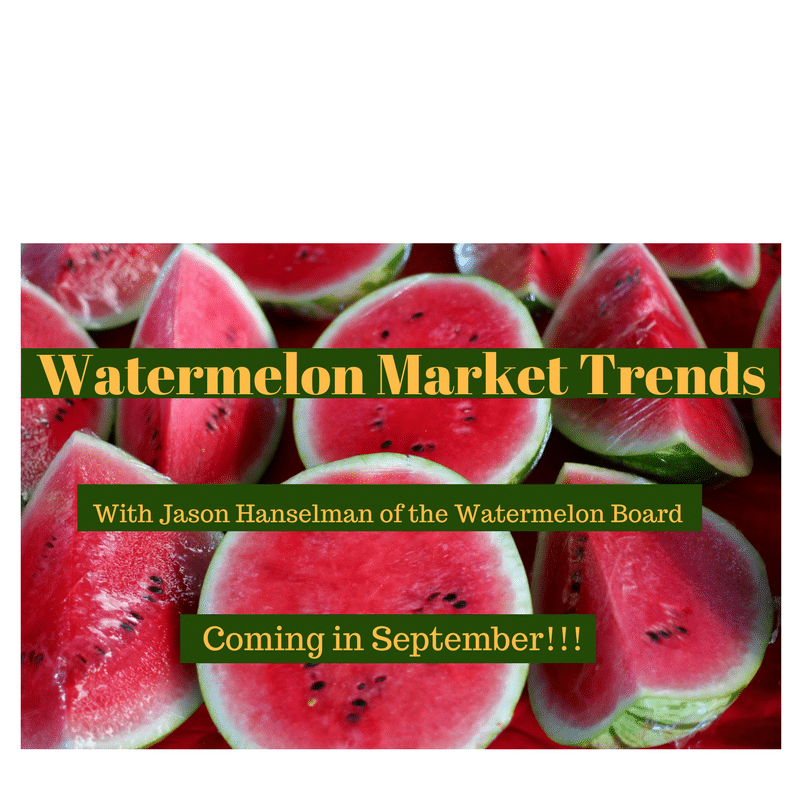 Watermelon Market Trends
With Jason Hanselman of the Watermelon Board
Coming in September!!!